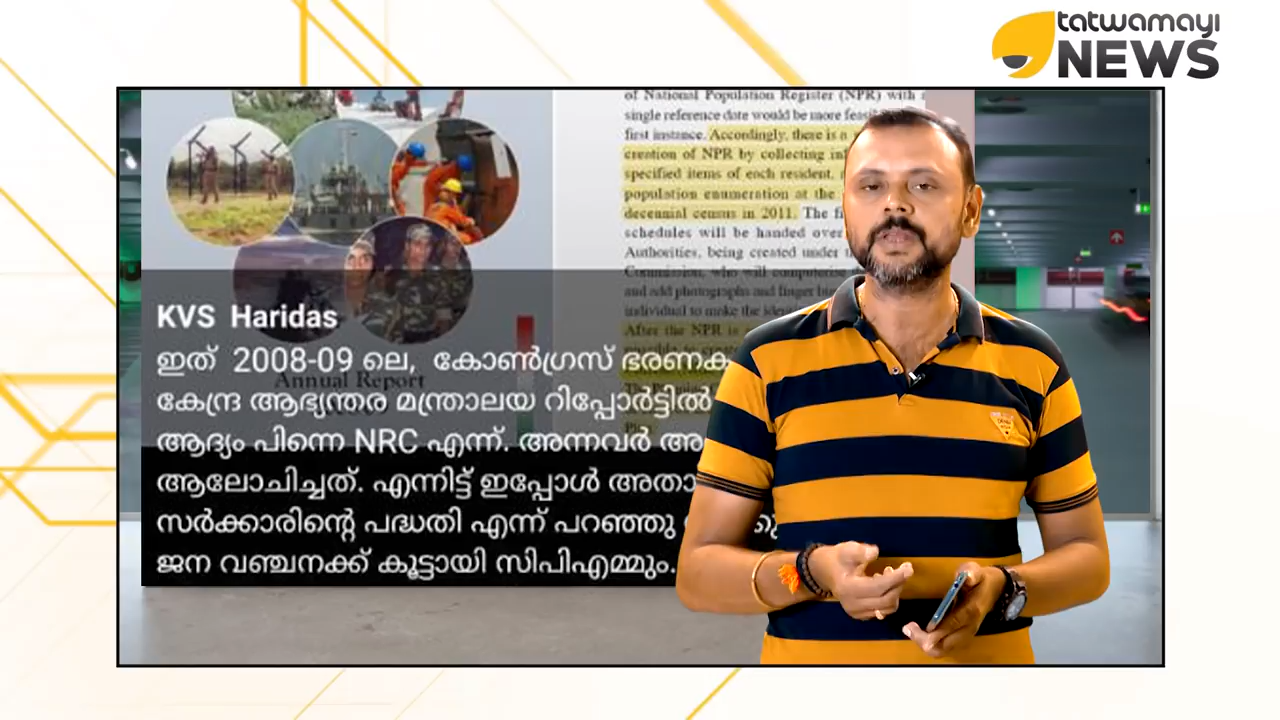 tatwamayi
NEWS
of National Population Register (NPR) with
single reference date would be more
first instance. Accordingly, there is a
creation of NPR by collecting
specified items of each resident,
population enumeration at the
decennial census in 2011. The
schedules will be handed over
Authorities, being created under
Commission, who will computerise
and add photographs and finger
individual to make the
After the NPR is
KVS Haridas
ഇത് 2008-09 ലെ, കോൺഗ്രസ് ഭരണക
Annual Report
കേന്ദ്ര ആഭ്യന്തര മന്ത്രാലയ റിപ്പോർട്ടിൽ
ആദ്യം പിന്നെ NRC എന്ന്. അന്നവർ അ
ആലോചിച്ചത്. എന്നിട്ട് ഇപ്പോൾ അതാ
സർക്കാരിന്റെ പദ്ധതി എന്ന് പറഞ്ഞു
ജന വഞ്ചനക്ക് കൂട്ടായി സിപിഎമ്മും.